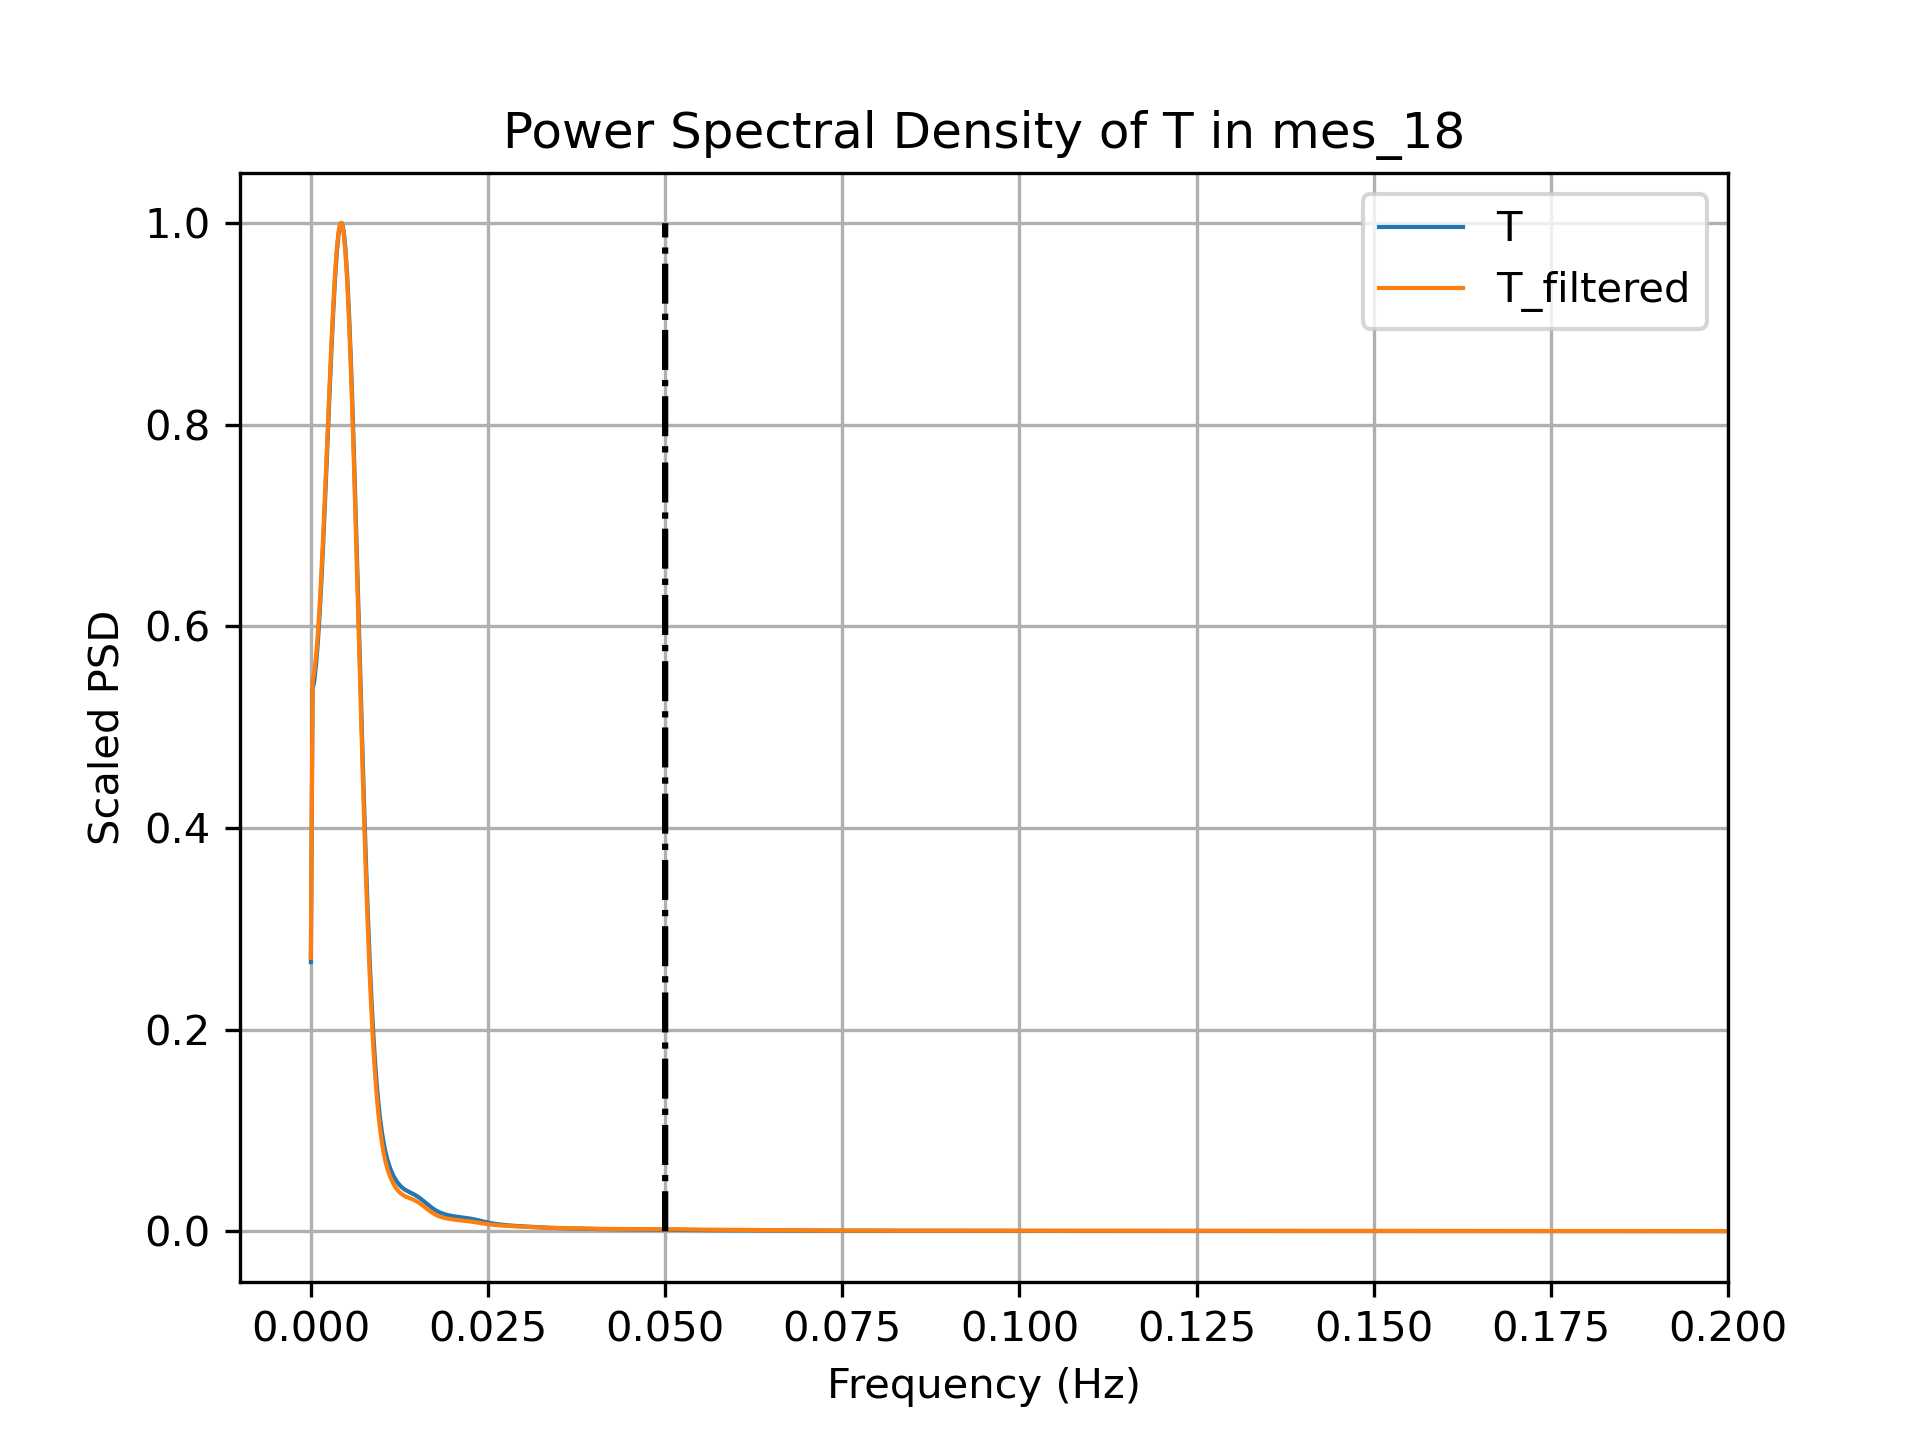 Power Spectral Density of T in mes_18
T
T_filtered
1.0
0.8
0.6
0.4
0.2
0.0
Scaled PSD
0.000 0.025 0.050 0.075 0.100 0.125 0.150 0.175 0.200
Frequency (Hz)